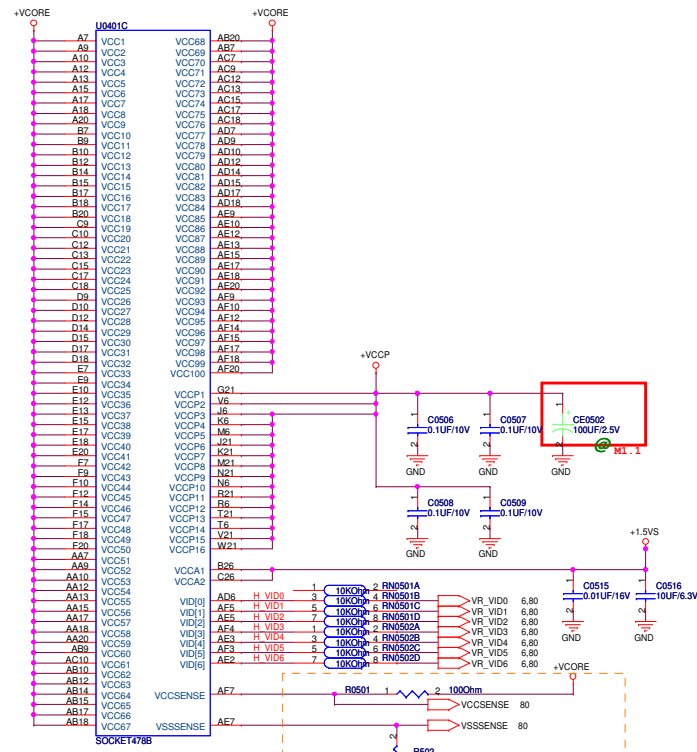 +VCORE +VCORE
U0401C
A7 VCC1 VCC68 AB20
A9 VCC2 VCC69 AB7
A10 VCC3 VCC70 AC7
A12 VCC4 VCC71 AC9
A13 VCC5 VCC72 AC12
A15 VCC6 VCC73 AC13
A17 VCC7 VCC74 AC15
A18 VCC8 VCC75 AC17
A20 VCC9 VCC76 AC18
B7 VCC10 VCC77 AD7
B9 VCC11 VCC78 AD9
B10 VCC12 VCC79 AD10
B12 VCC13 VCC80 AD12
B14 VCC14 VCC81 AD14
B15 VCC15 VCC82 AD15
B17 VCC16 VCC83 AD17
B18 VCC17 VCC84 AD18
B20 VCC18 VCC85 AE9
C9 VCC19 VCC86 AE10
C10 VCC20 VCC87 AE12
C12 VCC21 VCC88 AE13
C13 VCC22 VCC89 AE15
C15 VCC23 VCC90 AE17
C17 VCC24 VCC91 AE18
C18 VCC25 VCC92 AE20
D9 VCC26 VCC93 AF9
D10 VCC27 VCC94 AF10
D12 VCC28 VCC95 AF12
D14 VCC29 VCC96 AF14
D15 VCC30 VCC97 AF15
D17 VCC31 VCC98 AF17
D18 VCC32 VCC99 AF18
E7 VCC33 VCC100 AF20
+VCCP
E9 VCC34
E10 VCC35 VCCP1 G21
E12 VCC36 VCCP2 V6
E13 VCC37 VCCP3 J6
E15 VCC38 VCCP4 K6
E17 VCC39 VCCP5 M6
E18 VCC40 VCCP6 J21
E20 VCC41 VCCP7 K21
F7 VCC42 VCCP8 M21
F9 VCC43 VCCP9 N21
F10 VCC44 VCCP10 N6
F12 VCC45 VCCP11 R21
F14 VCC46 VCCP12 R6
F15 VCC47 VCCP13 T21
F17 VCC48 VCCP14 T6
F18 VCC49 VCCP15 V21
F20 VCC50 VCCP16 W21
1 C0506 1 C0507 1 + CE0502
2 0.1UF/10V 2 0.1UF/10V 2 100UF/2.5V
@ M1.1
GND GND GND
1 C0508 1 C0509
2 0.1UF/10V 2 0.1UF/10V
GND GND
+1.5VS
AA7 VCC51
AA9 VCC52 VCCA1 B26
AA10 VCC53 VCCA2 C26
1 C0515 1 C0516
2 0.01UF/16V 2 10UF/6.3V
GND GND
AA12 VCC54 1 10KOhm 2 RN0501A
AA13 VCC55 VID[0] AD6 H_VID0 3 10KOhm 4 RN0501B VR_VID0 6,80
AA15 VCC56 VID[1] AF5 H_VID1 5 10KOhm 6 RN0501C VR_VID1 6,80
AA17 VCC57 VID[2] AE5 H_VID2 7 10KOhm 8 RN0501D VR_VID2 6,80
AA18 VCC58 VID[3] AF4 H_VID3 1 10KOhm 2 RN0502A VR_VID3 6,80
AA20 VCC59 VID[4] AE3 H_VID4 3 10KOhm 4 RN0502B VR_VID4 6,80
AB9 VCC60 VID[5] AF3 H_VID5 5 10KOhm 6 RN0502C VR_VID5 6,80
AC10 VCC61 VID[6] AE2 H_VID6 7 10KOhm 8 RN0502D VR_VID6 6,80
AB10 VCC62 +VCORE
AB12 VCC63
AB14 VCC64 VCCSENSE AF7 R0501 1 2 100Ohm
AB15 VCC65 VCCSENSE 80
AB17 VCC66
AB18 VCC67 VSSSENSE AE7 VSSSENSE 80
SOCKET478B
2
R502